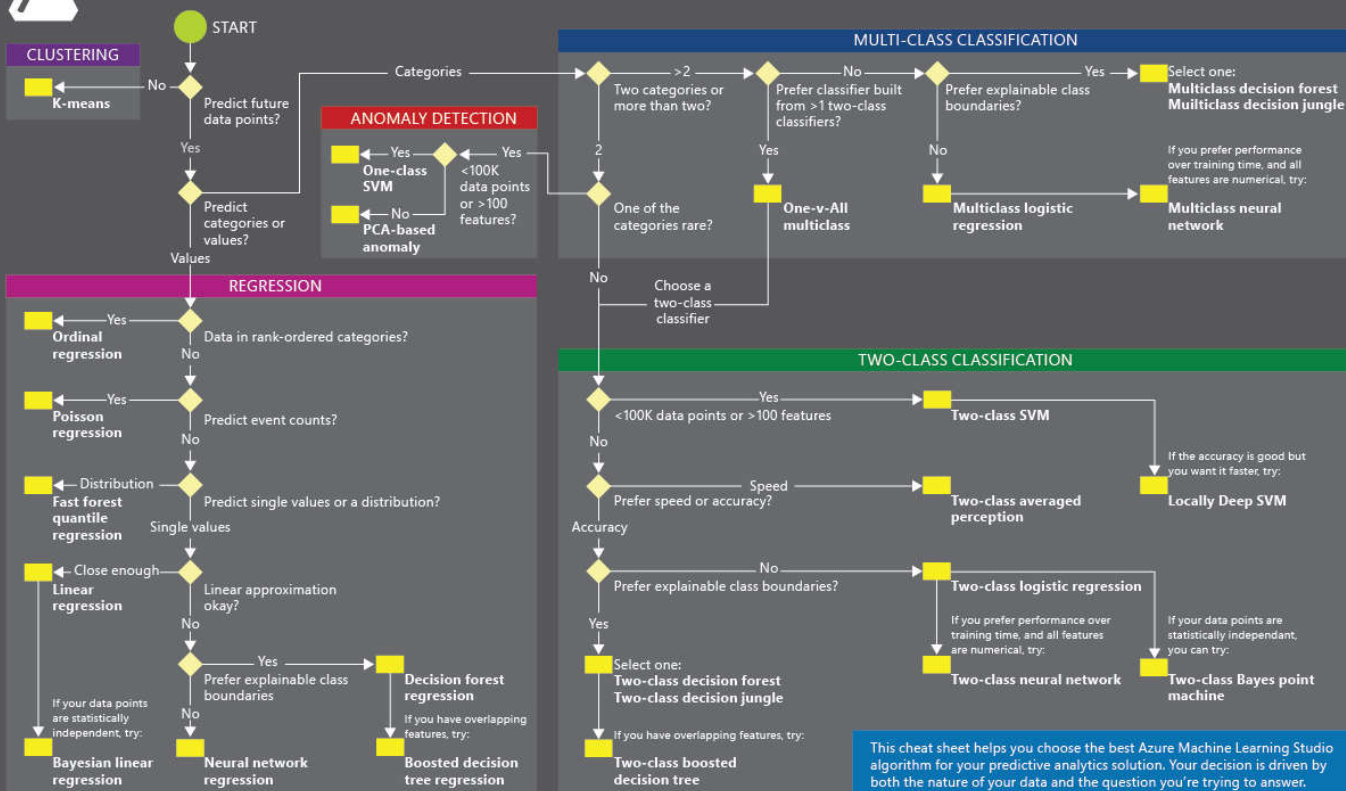 START
CLUSTERING
No
K-means
Predict future
data points?
Yes
Predict
categories or
values?
Values
Categories
ANOMALY DETECTION
Yes
One-class
SVM
Yes
<100K
data points
or >100
features?
No
PCA-based
anomaly
MULTI-CLASS CLASSIFICATION
Two categories or
more than two?
>2
Prefer classifier built
from >1 two-class
classifiers?
No
Prefer explainable class
boundaries?
Yes
Select one:
Multiclass decision forest
Muilticlass decision jungle
2
Yes
No
If you prefer performance
over training time, and all
features are numerical, try:
One of the
categories rare?
One-v-All
multiclass
Multiclass logistic
regression
Multiclass neural
network
No
Choose a
two-class
classifier
REGRESSION
Yes
Ordinal
regression
Data in rank-ordered categories?
No
Yes
Poisson
regression
Predict event counts?
No
Distribution
Fast forest
quantile
regression
Predict single values or a distribution?
Single values
Close enough
Linear
regression
Linear approximation
okay?
No
Yes
Prefer explainable class
boundaries
Decision forest
regression
No
If your data points
are statistically
independent, try:
If you have overlapping
features, try:
Bayesian linear
regression
Neural network
regression
Boosted decision
tree regression
TWO-CLASS CLASSIFICATION
Yes
<100K data points or >100 features
Two-class SVM
No
If the accuracy is good but
you want it faster, try:
Speed
Prefer speed or accuracy?
Two-class averaged
perception
Locally Deep SVM
Accuracy
No
Prefer explainable class boundaries?
Two-class logistic regression
Yes
If you prefer performance over
training time, and all features
are numerical, try:
If your data points are
statistically independant,
you can try:
Select one:
Two-class decision forest
Two-class decision jungle
Two-class neural network
Two-class Bayes point
machine
If you have overlapping features, try:
Two-class boosted
decision tree
This cheat sheet helps you choose the best Azure Machine Learning Studio
algorithm for your predictive analytics solution. Your decision is driven by
both the nature of your data and the question you're trying to answer.